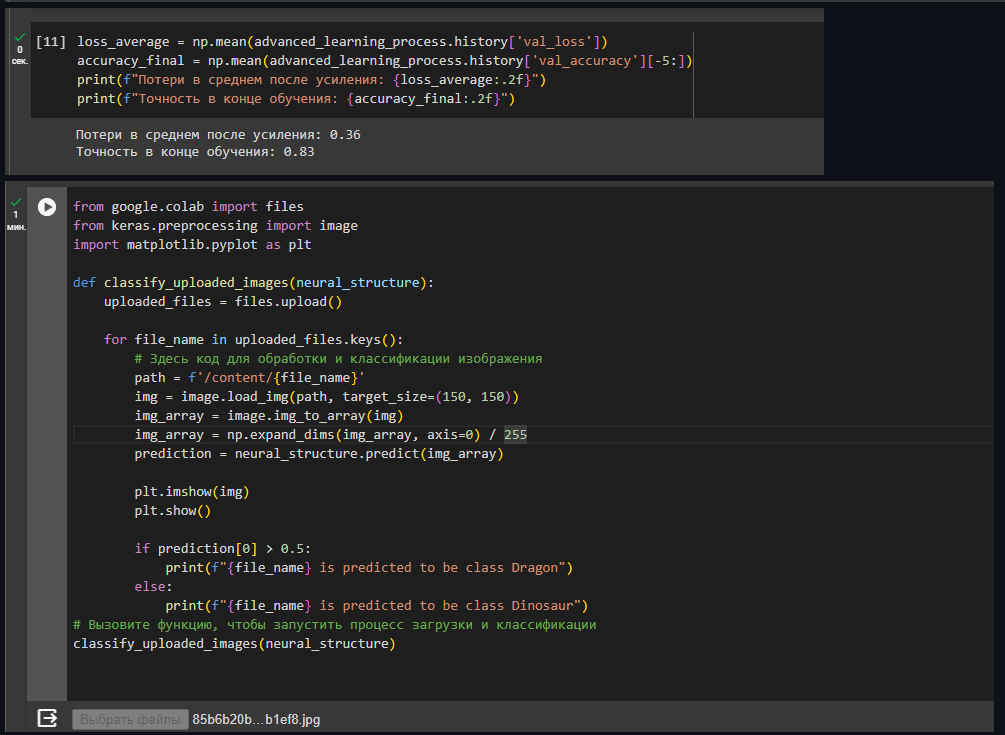 0
сек.
[11] loss_average = np.mean(advanced_learning_process.history['val_loss'])
accuracy_final = np.mean(advanced_learning_process.history['val_accuracy'][-5:])
print(f"Потери в среднем после усиления: {loss_average:.2f}")
print(f"Точность в конце обучения: {accuracy_final:.2f}")
Потери в среднем после усиления: 0.36
Точность в конце обучения: 0.83
1
мин.
from google.colab import files
from keras.preprocessing import image
import matplotlib.pyplot as plt
def classify_uploaded_images(neural_structure):
    uploaded_files = files.upload()
    for file_name in uploaded_files.keys():
        # Здесь код для обработки и классификации изображения
        path = f'/content/{file_name}'
        img = image.load_img(path, target_size=(150, 150))
        img_array = image.img_to_array(img)
        img_array = np.expand_dims(img_array, axis=0) / 255
        prediction = neural_structure.predict(img_array)
        plt.imshow(img)
        plt.show()
        if prediction[0] > 0.5:
            print(f"{file_name} is predicted to be class Dragon")
        else:
            print(f"{file_name} is predicted to be class Dinosaur")
# Вызовите функцию, чтобы запустить процесс загрузки и классификации
classify_uploaded_images(neural_structure)
Выбрать файлы 85b6b20b...b1ef8.jpg